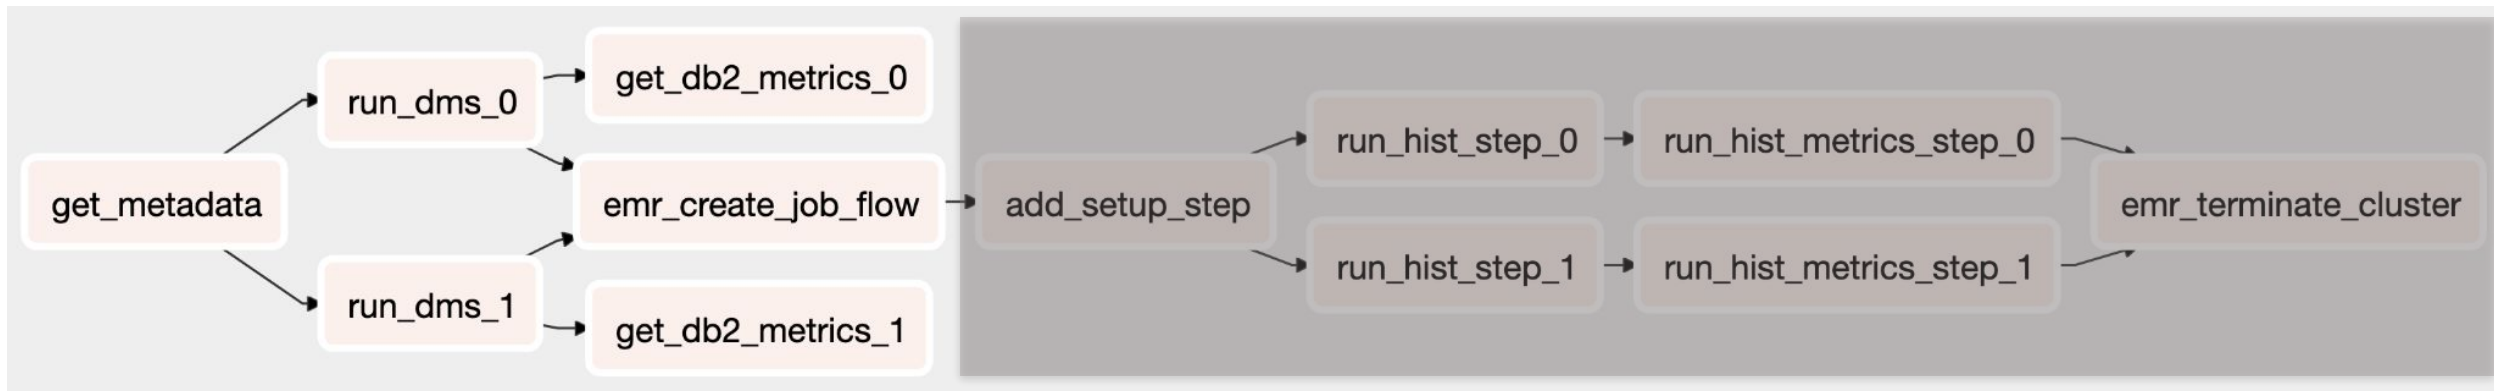 get_metadata
run_dms_0
run_dms_1
get_db2_metrics_0
emr_create_job_flow
get_db2_metrics_1
add_setup_step
run_hist_step_0
run_hist_step_1
run_hist_metrics_step_0
run_hist_metrics_step_1
emr_terminate_cluster